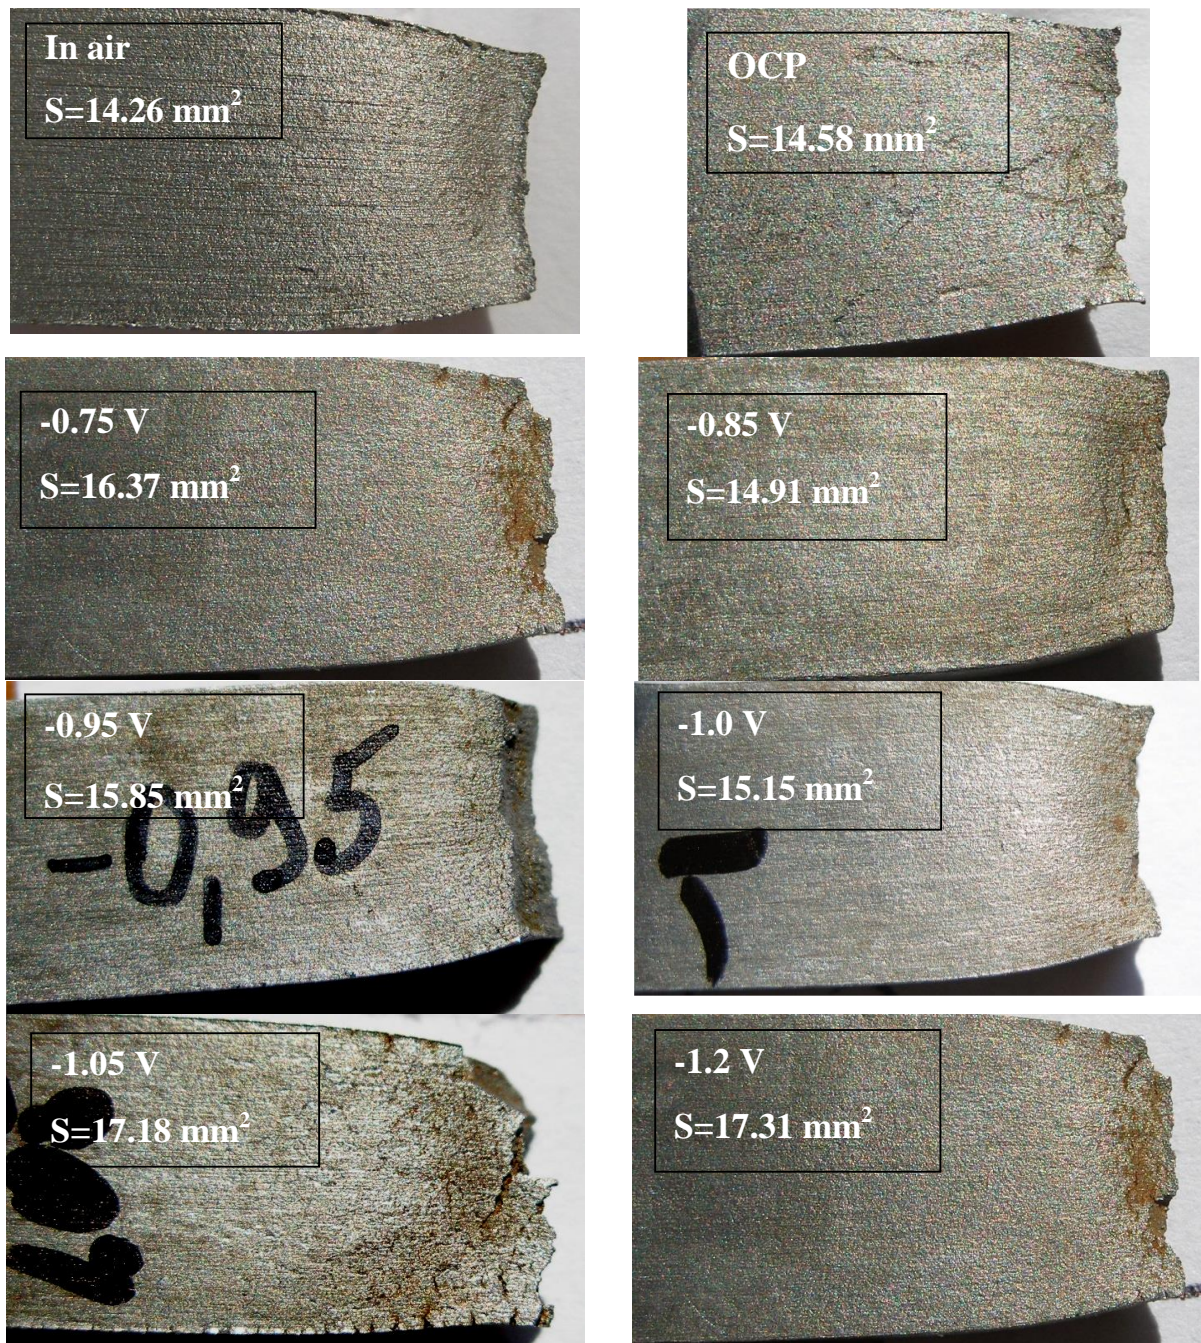 In air
S=14.26 mm²
OCP
S=14.58 mm²
-0.75 V
S=16.37 mm²
-0.85 V
S=14.91 mm²
-0.95 V
S=15.85 mm²
-0,95
-1.0 V
S=15.15 mm²
-1.05 V
S=17.18 mm²
-1.2 V
S=17.31 mm²